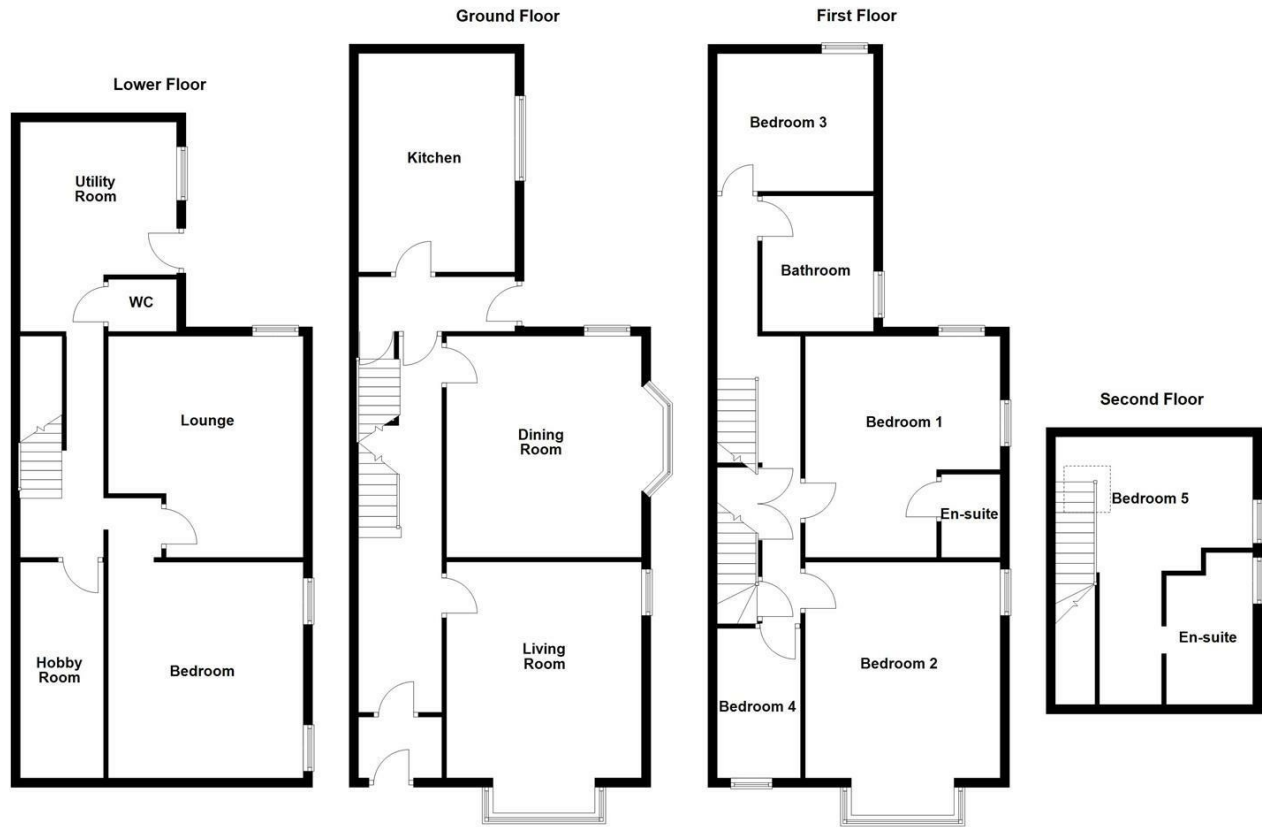 Lower Floor
Utility
Room
WC
Lounge
Hobby
Room
Bedroom
Ground Floor
Kitchen
Dining
Room
Living
Room
First Floor
Bedroom 3
Bathroom
Bedroom 1
En-suite
Bedroom 2
Bedroom 4
Second Floor
Bedroom 5
En-suite